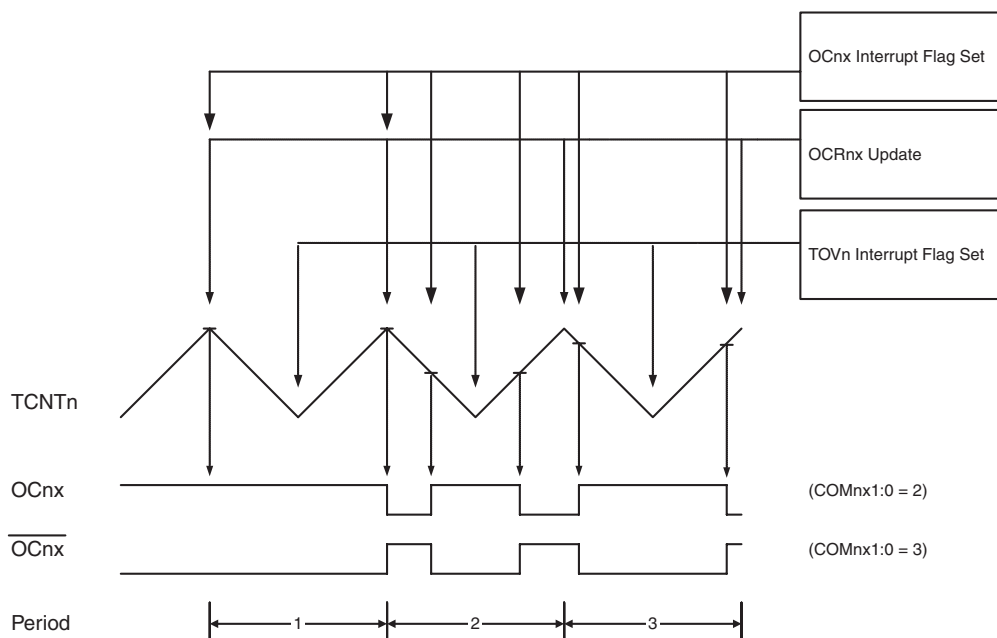 OCnx Interrupt Flag Set
OCRnx Update
TOVn Interrupt Flag Set
TCNTn
OCnx
(COMnx1:0 = 2)
OCnx
(COMnx1:0 = 3)
Period
1
2
3